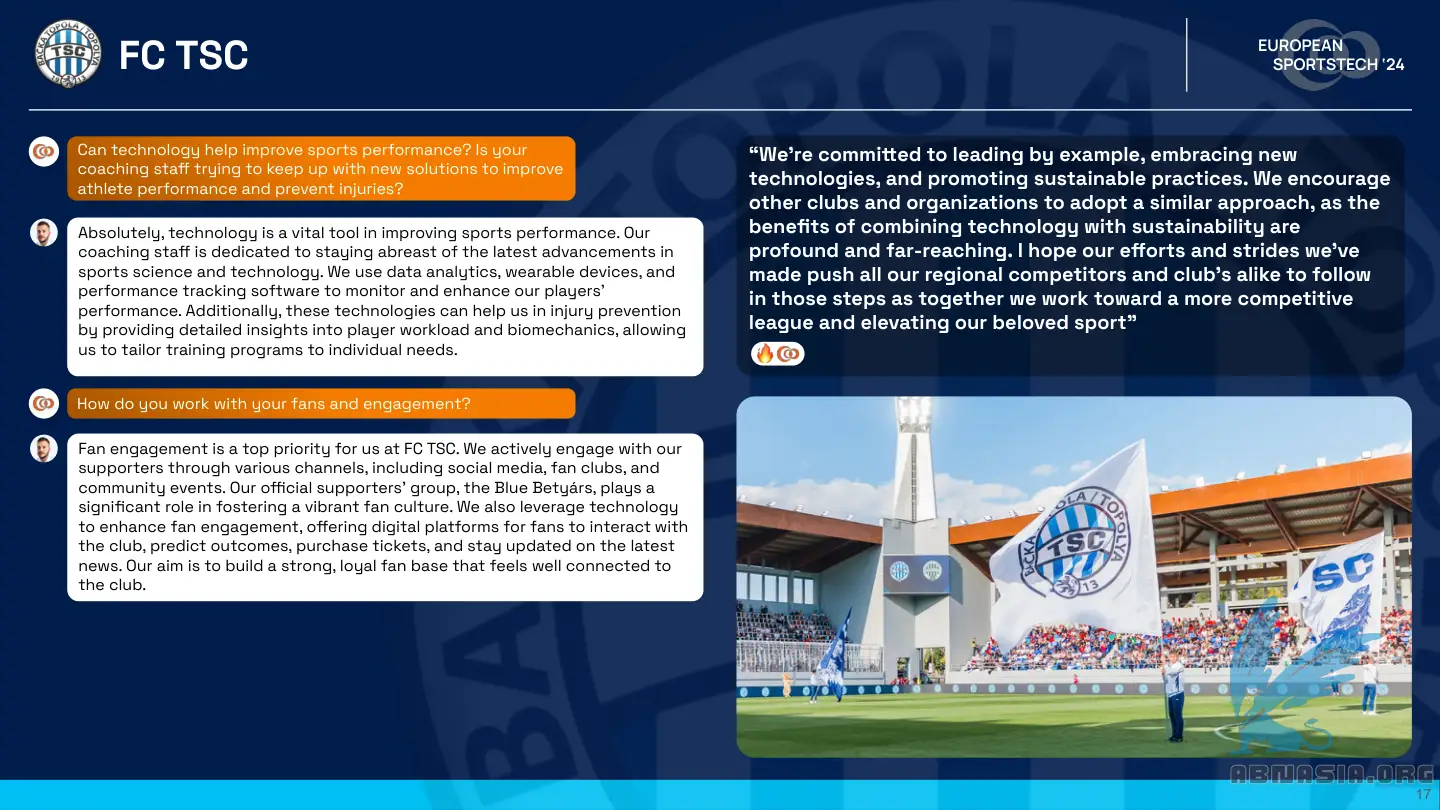 BAČKA TOPOLA / TOPOLYA
TSC
19 13
FC TSC
EUROPEAN
SPORTSTECH '24
Can technology help improve sports performance? Is your
coaching staff trying to keep up with new solutions to improve
athlete performance and prevent injuries?
Absolutely, technology is a vital tool in improving sports performance. Our
coaching staff is dedicated to staying abreast of the latest advancements in
sports science and technology. We use data analytics, wearable devices, and
performance tracking software to monitor and enhance our players'
performance. Additionally, these technologies can help us in injury prevention
by providing detailed insights into player workload and biomechanics, allowing
us to tailor training programs to individual needs.
How do you work with your fans and engagement?
Fan engagement is a top priority for us at FC TSC. We actively engage with our
supporters through various channels, including social media, fan clubs, and
community events. Our official supporters' group, the Blue Betyárs, plays a
significant role in fostering a vibrant fan culture. We also leverage technology
to enhance fan engagement, offering digital platforms for fans to interact with
the club, predict outcomes, purchase tickets, and stay updated on the latest
news. Our aim is to build a strong, loyal fan base that feels well connected to
the club.
“We're committed to leading by example, embracing new
technologies, and promoting sustainable practices. We encourage
other clubs and organizations to adopt a similar approach, as the
benefits of combining technology with sustainability are
profound and far-reaching. I hope our efforts and strides we've
made push all our regional competitors and club's alike to follow
in those steps as together we work toward a more competitive
league and elevating our beloved sport”
BAČKA TOPOLA / TOPOLYA
TSC
13
TSC
ABNASIA.ORG
17